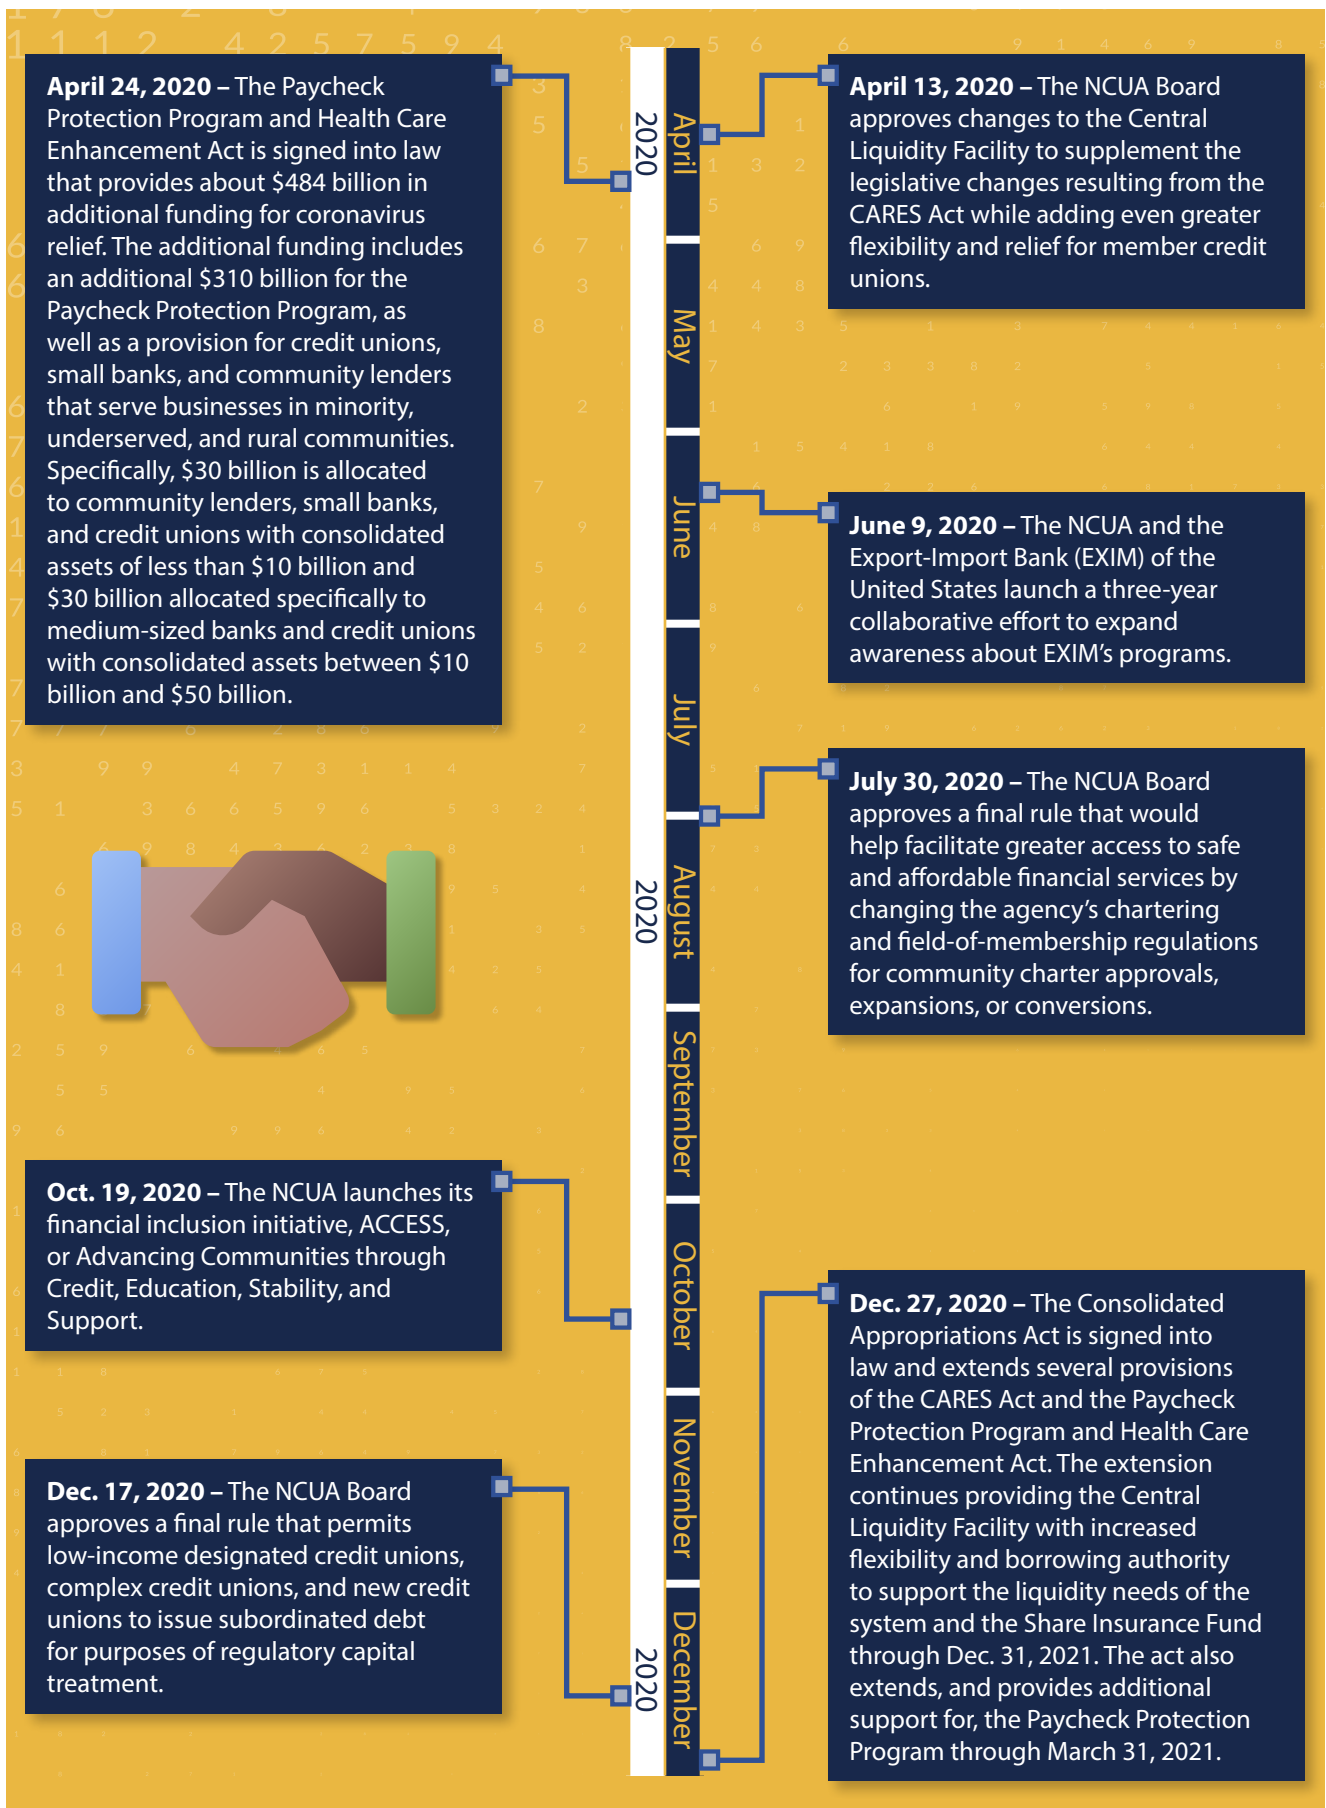 April 24, 2020 – The Paycheck
Protection Program and Health Care
Enhancement Act is signed into law
that provides about $484 billion in
additional funding for coronavirus
relief. The additional funding includes
an additional $310 billion for the
Paycheck Protection Program, as
well as a provision for credit unions,
small banks, and community lenders
that serve businesses in minority,
underserved, and rural communities.
Specifically, $30 billion is allocated
to community lenders, small banks,
and credit unions with consolidated
assets of less than $10 billion and
$30 billion allocated specifically to
medium-sized banks and credit unions
with consolidated assets between $10
billion and $50 billion.
Oct. 19, 2020 – The NCUA launches its
financial inclusion initiative, ACCESS,
or Advancing Communities through
Credit, Education, Stability, and
Support.
Dec. 17, 2020 – The NCUA Board
approves a final rule that permits
low-income designated credit unions,
complex credit unions, and new credit
unions to issue subordinated debt
for purposes of regulatory capital
treatment.
2020
2020
2020
April
May
June
July
August
September
October
November
December
April 13, 2020 – The NCUA Board
approves changes to the Central
Liquidity Facility to supplement the
legislative changes resulting from the
CARES Act while adding even greater
flexibility and relief for member credit
unions.
June 9, 2020 – The NCUA and the
Export-Import Bank (EXIM) of the
United States launch a three-year
collaborative effort to expand
awareness about EXIM’s programs.
July 30, 2020 – The NCUA Board
approves a final rule that would
help facilitate greater access to safe
and affordable financial services by
changing the agency’s chartering
and field-of-membership regulations
for community charter approvals,
expansions, or conversions.
Dec. 27, 2020 – The Consolidated
Appropriations Act is signed into
law and extends several provisions
of the CARES Act and the Paycheck
Protection Program and Health Care
Enhancement Act. The extension
continues providing the Central
Liquidity Facility with increased
flexibility and borrowing authority
to support the liquidity needs of the
system and the Share Insurance Fund
through Dec. 31, 2021. The act also
extends, and provides additional
support for, the Paycheck Protection
Program through March 31, 2021.